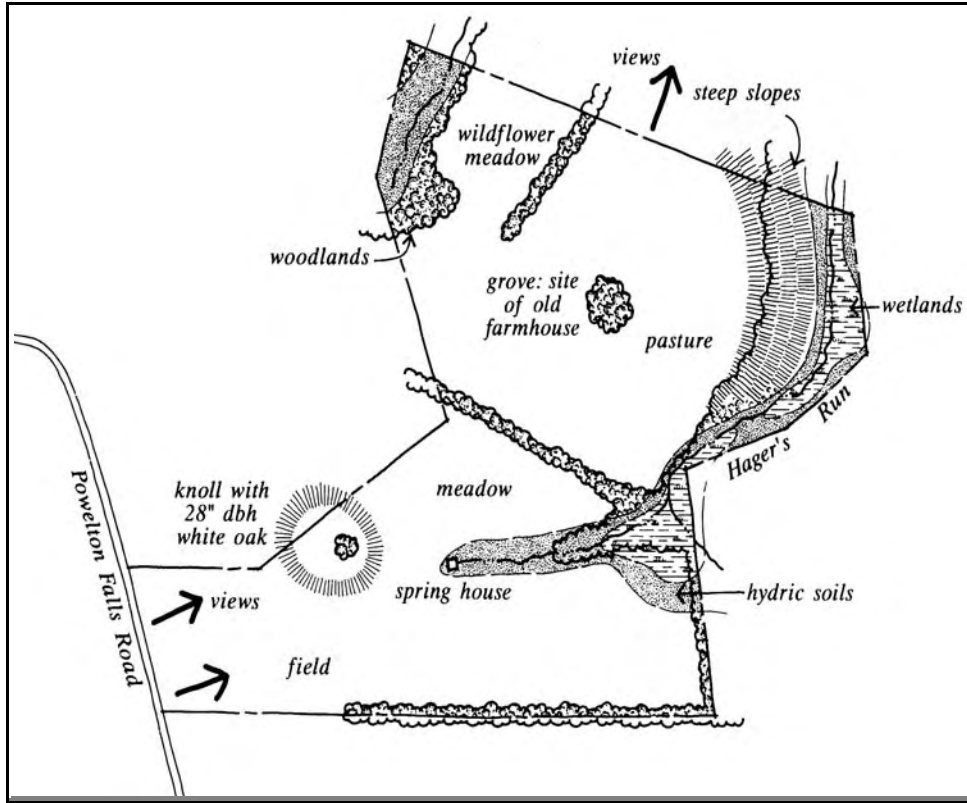 views
steep slopes
wildflower
meadow
woodlands
grove: site
of old
farmhouse
pasture
wetlands
Hager's Run
Powelton Falls Road
knoll with
28" dbh
white oak
meadow
spring house
views
hydric soils
field